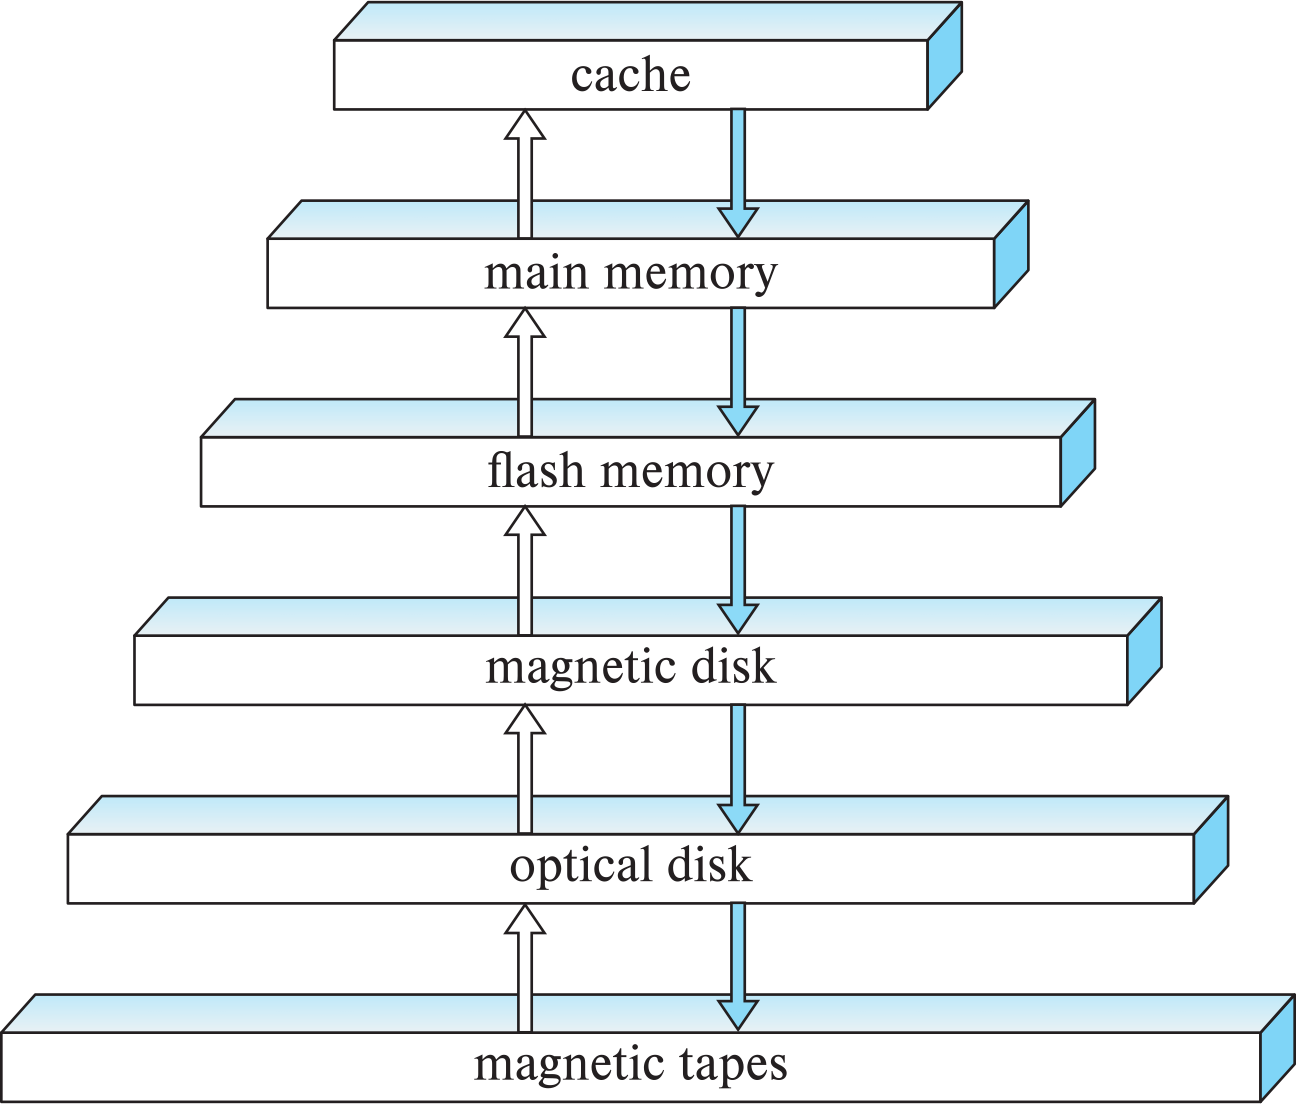 cache
main memory
flash memory
magnetic disk
optical disk
magnetic tapes